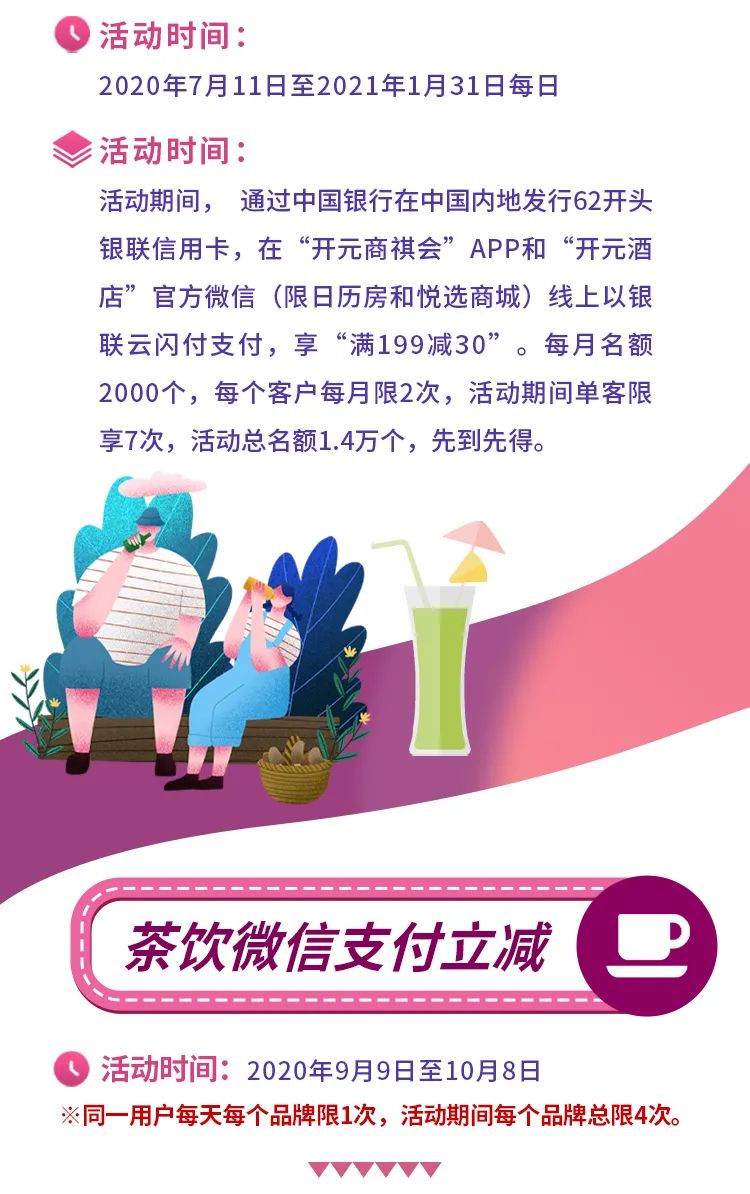 活动时间：
2020年7月11日至2021年1月31日每日
活动时间：
活动期间， 通过中国银行在中国内地发行62开头
银联信用卡，在“开元商祺会”APP和“开元酒
店”官方微信（限日历房和悦选商城）线上以银
联云闪付支付，享“满199减30”。每月名额
2000个，每个客户每月限2次，活动期间单客限
享7次，活动总名额1.4万个，先到先得。
茶饮微信支付立减
活动时间：2020年9月9日至10月8日
※同一用户每天每个品牌限1次，活动期间每个品牌总限4次。